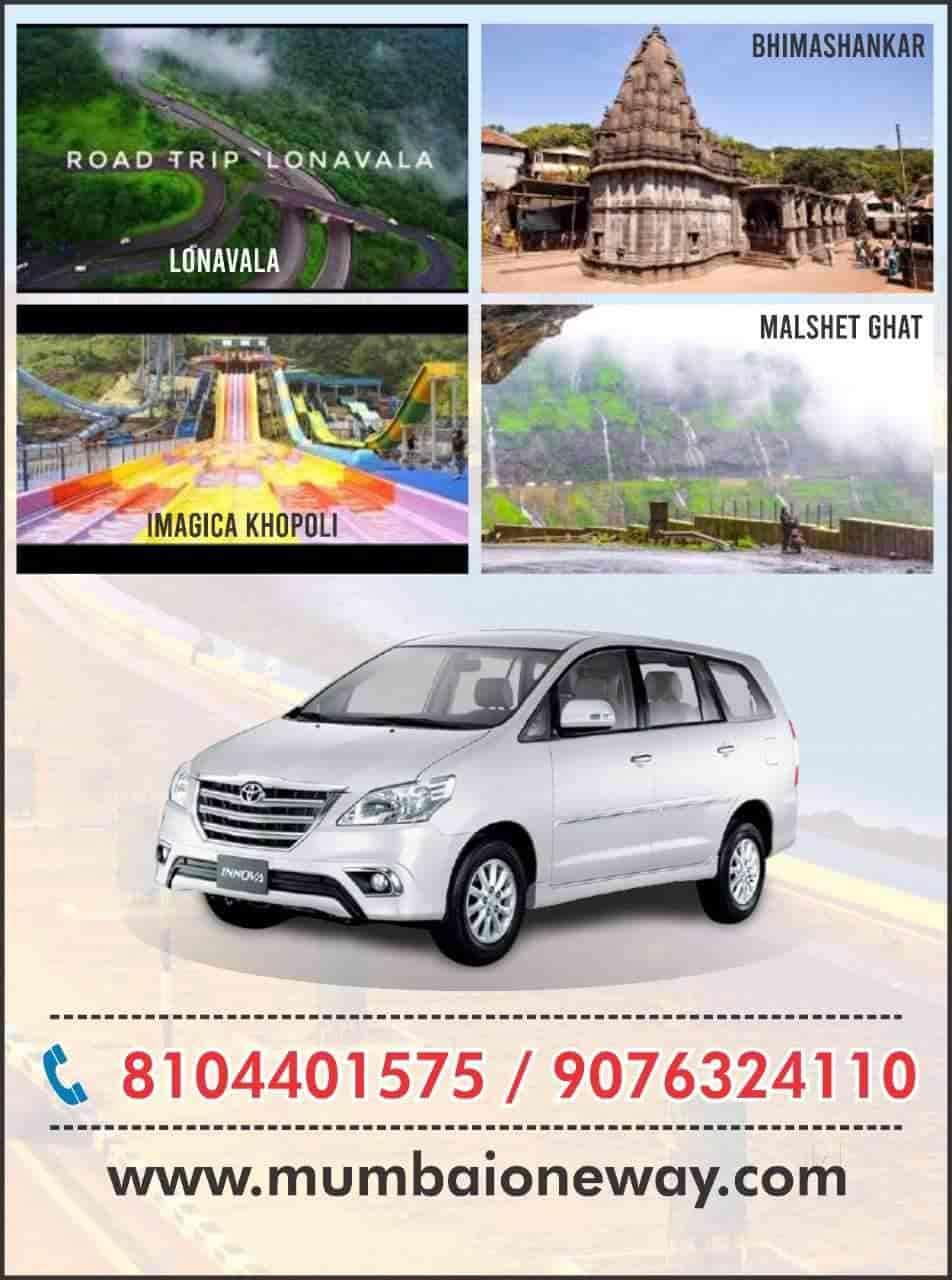 BHIMASHANKAR
ROAD TRIP LONAVALA
LONAVALA
MALSHET GHAT
IMAGICA KHOPOLI
INNOVA
8104401575 / 9076324110
www.mumbaioneway.com